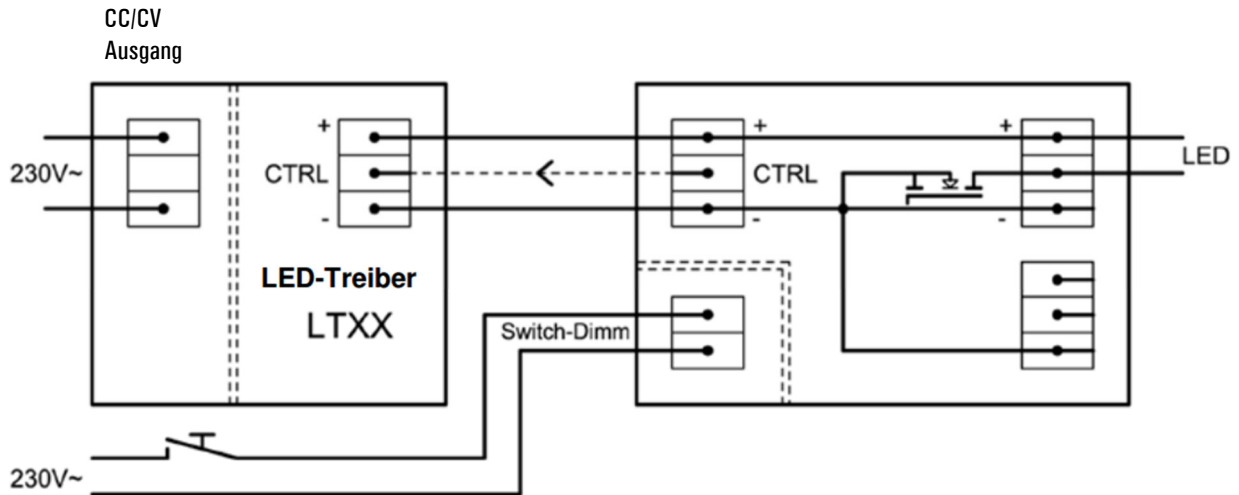 CC/CV
Ausgang
230V~
+
CTRL
-
LED-Treiber
LTXX
+
CTRL
-
+
-
LED
Switch-Dimm
230V~